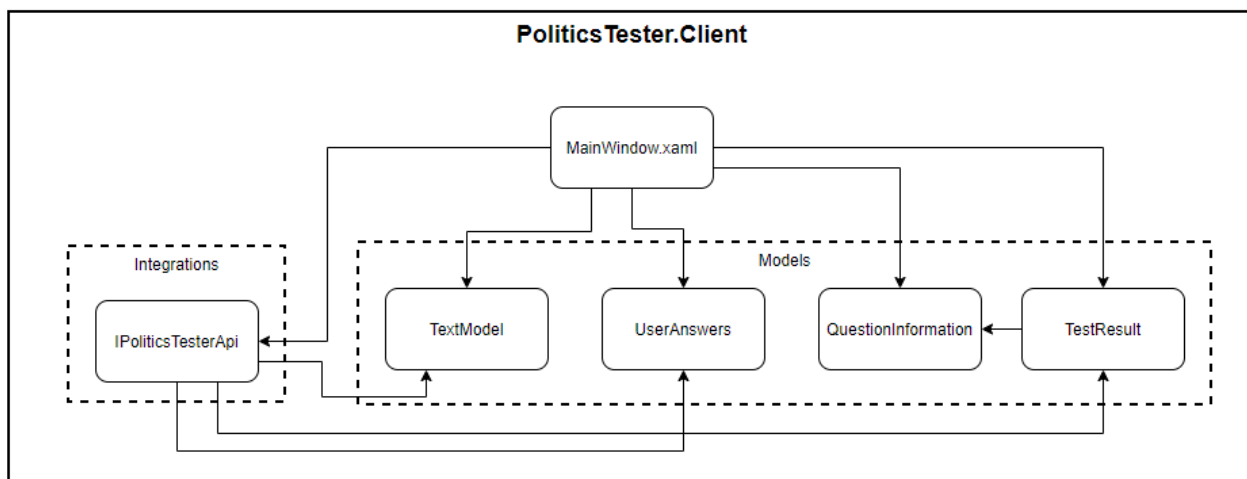 PoliticsTester.Client
MainWindow.xaml
Integrations
Models
IPoliticsTesterApi
TextModel
UserAnswers
QuestionInformation
TestResult